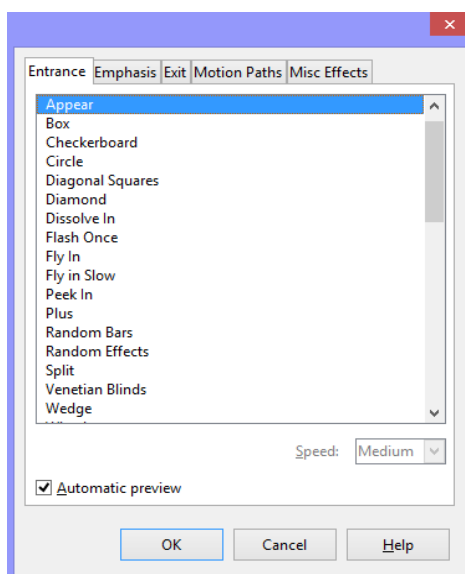 Entrance Emphasis Exit Motion Paths Misc Effects
Appear
Box
Checkerboard
Circle
Diagonal Squares
Diamond
Dissolve In
Flash Once
Fly In
Fly in Slow
Peek In
Plus
Random Bars
Random Effects
Split
Venetian Blinds
Wedge
Speed: Medium
Automatic preview
OK Cancel Help